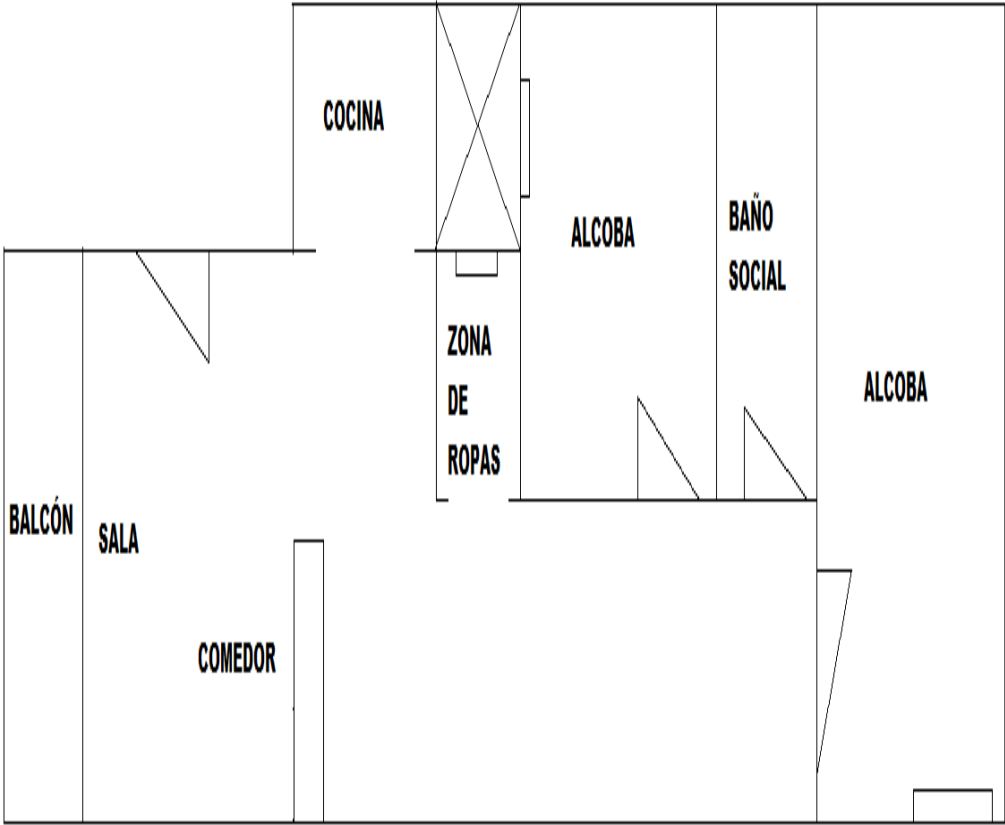 COCINA
ALCOBA
BAÑO
SOCIAL
ZONA
DE
ROPAS
ALCOBA
BALCÓN
SALA
COMEDOR